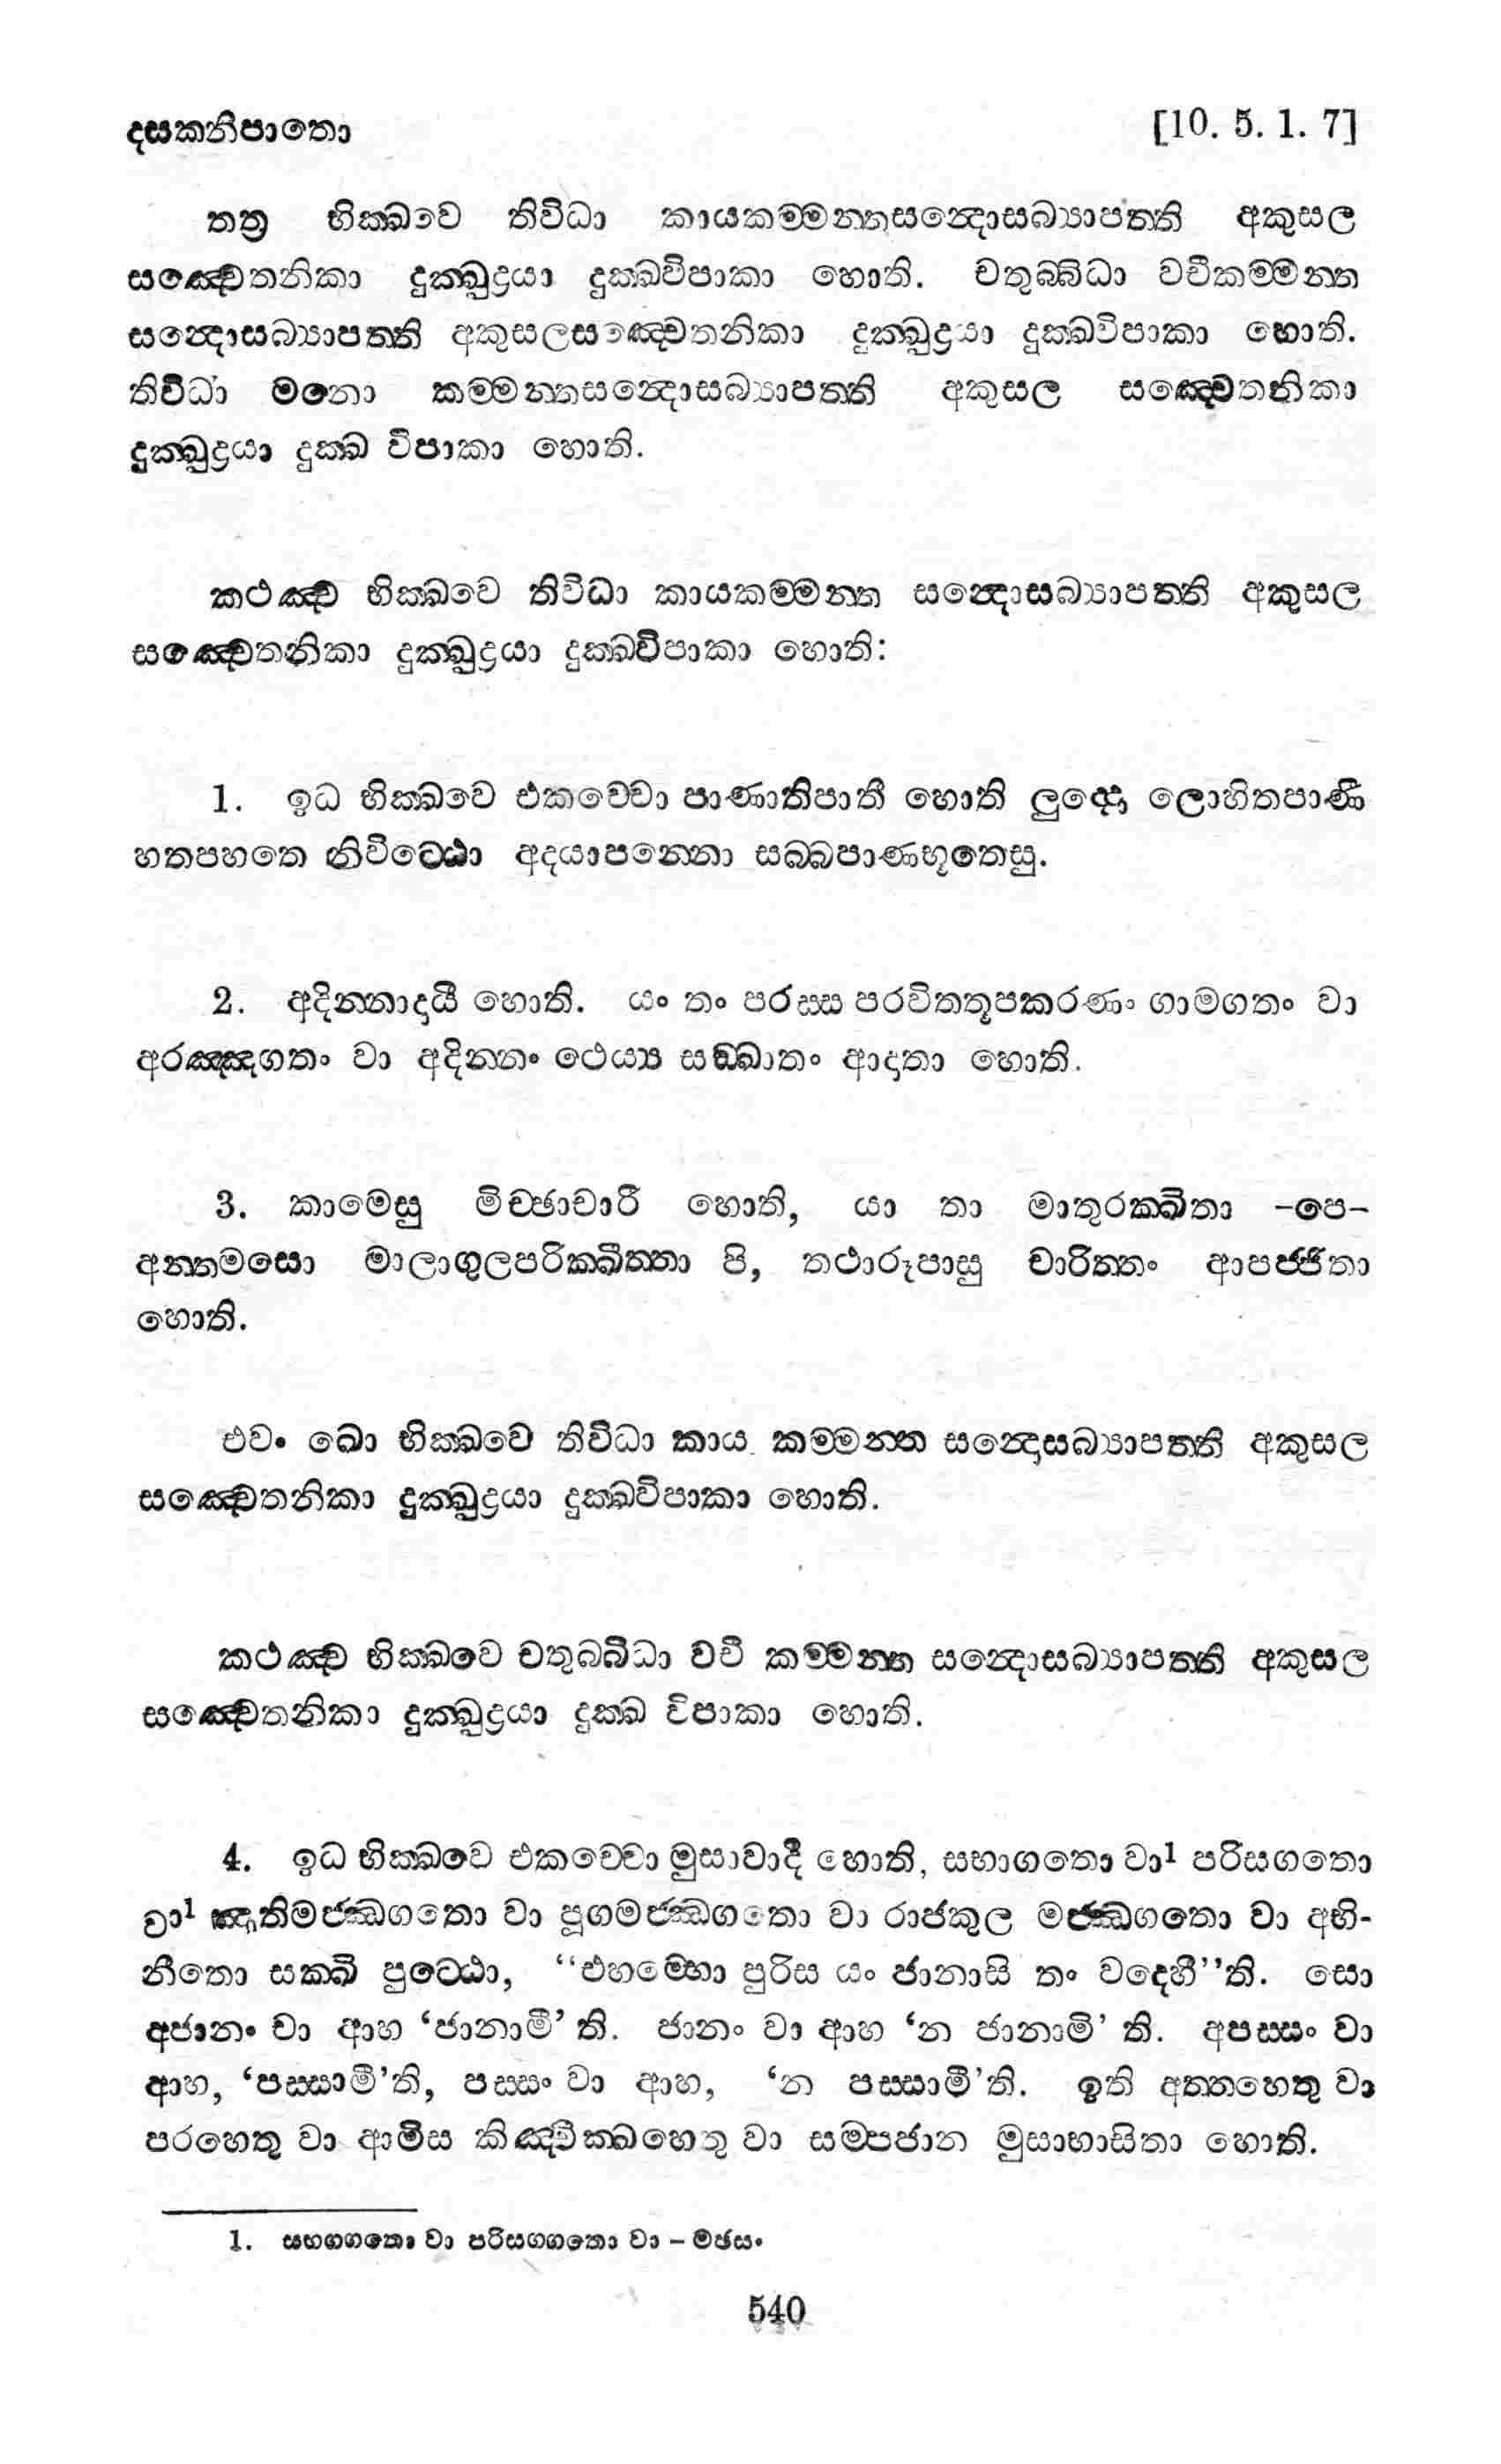 දසකනිපාතො [10. 5. 1. 7]
තත්‍ර භික‍්ඛවෙ තිවිධා කායකම‍්මන‍්තසන්‍දොසබ්‍යාපත‍්ති අකුසල
සඤ‍්චෙතනිකා දුක‍්ඛුද්‍රයා දුක‍්ඛවිපාකා හොති. චතුබ‍්බිධා වචීකම‍්මන‍්ත
සන්‍දොසබ්‍යාපත‍්ති අකුසලසඤ‍්චෙතනිකා දුක‍්ඛුද්‍රයා දුක‍්ඛවිපාකා හොති.
තිවිධා මනො කම‍්මන‍්තසන්‍දොසබ්‍යාපත‍්ති අකුසල සඤ‍්චෙතනිකා
දුක‍්ඛුද්‍රයා දුක‍්ඛ විපාකා හොති.
කථඤ‍්ච භික‍්ඛවෙ තිවිධා කායකම‍්මන‍්ත සන්‍දොසබ්‍යාපත‍්ති අකුසල
සඤ‍්චෙතනිකා දුක‍්ඛුද්‍රයා දුක‍්ඛවිපාකා හොති:
1. ඉධ භික‍්ඛවෙ එකච‍්චො පාණාතිපාතී හොති ලුද‍්දො ලොහිතපාණී
හතපහතෙ නිවිට‍්ඨො අදයාපන‍්නො සබ‍්බපාණභූතෙසු.
2. අදින‍්නාදායී හොති. යං තං පරස‍්ස පරවිත‍්තූපකරණං ගාමගතං වා
අරඤ‍්ඤගතං වා අදින‍්නං ථෙය්‍ය සඞ‍්ඛාතං ආදාතා හොති.
3. කාමෙසු මිච‍්ඡාචාරී හොති, යා තා මාතුරක‍්ඛිතා –පෙ–
අන‍්තමසො මාලාගුලපරික‍්ඛිත‍්තා පි, තථාරූපාසු චාරිත‍්තං ආපජ‍්ජිතා
හොති.
එවං ඛො භික‍්ඛවෙ තිවිධා කාය කම‍්මන‍්ත සන්‍දොසබ්‍යාපත‍්ති අකුසල
සඤ‍්චෙතනිකා දුක‍්ඛුද්‍රයා දුක‍්ඛවිපාකා හොති.
කථඤ‍්ච භික‍්ඛවෙ චතුබ‍්බිධා වචී කම‍්මන‍්ත සන්‍දොසබ්‍යාපත‍්ති අකුසල
සඤ‍්චෙතනිකා දුක‍්ඛුද්‍රයා දුක‍්ඛ විපාකා හොති.
4. ඉධ භික‍්ඛවෙ එකච‍්චො මුසාවාදී හොති, සභාගතො වා¹ පරිසගතො
වා¹ ඤාතිමජ‍්ඣගතො වා පූගමජ‍්ඣගතො වා රාජකුල මජ‍්ඣගතො වා අභි-
නීතො සක‍්ඛි පුට‍්ඨො, “එහම‍්භො පුරිස යං ජානාසි තං වදෙහී”ති. සො
අජානං වා ආහ ‘ජානාමී’ ති. ජානං වා ආහ ‘න ජානාමි’ ති. අපස‍්සං වා
ආහ, ‘පස‍්සාමී’ති, පස‍්සං වා ආහ, ‘න පස‍්සාමී’ති. ඉති අත‍්තහෙතු වා
පරහෙතු වා ආමිස කිඤ‍්චික‍්ඛහෙතු වා සම‍්පජාන මුසාභාසිතා හොති.
1. සභග‍්ගතො වා පරිසග‍්ගතො වා – මඡසං
540